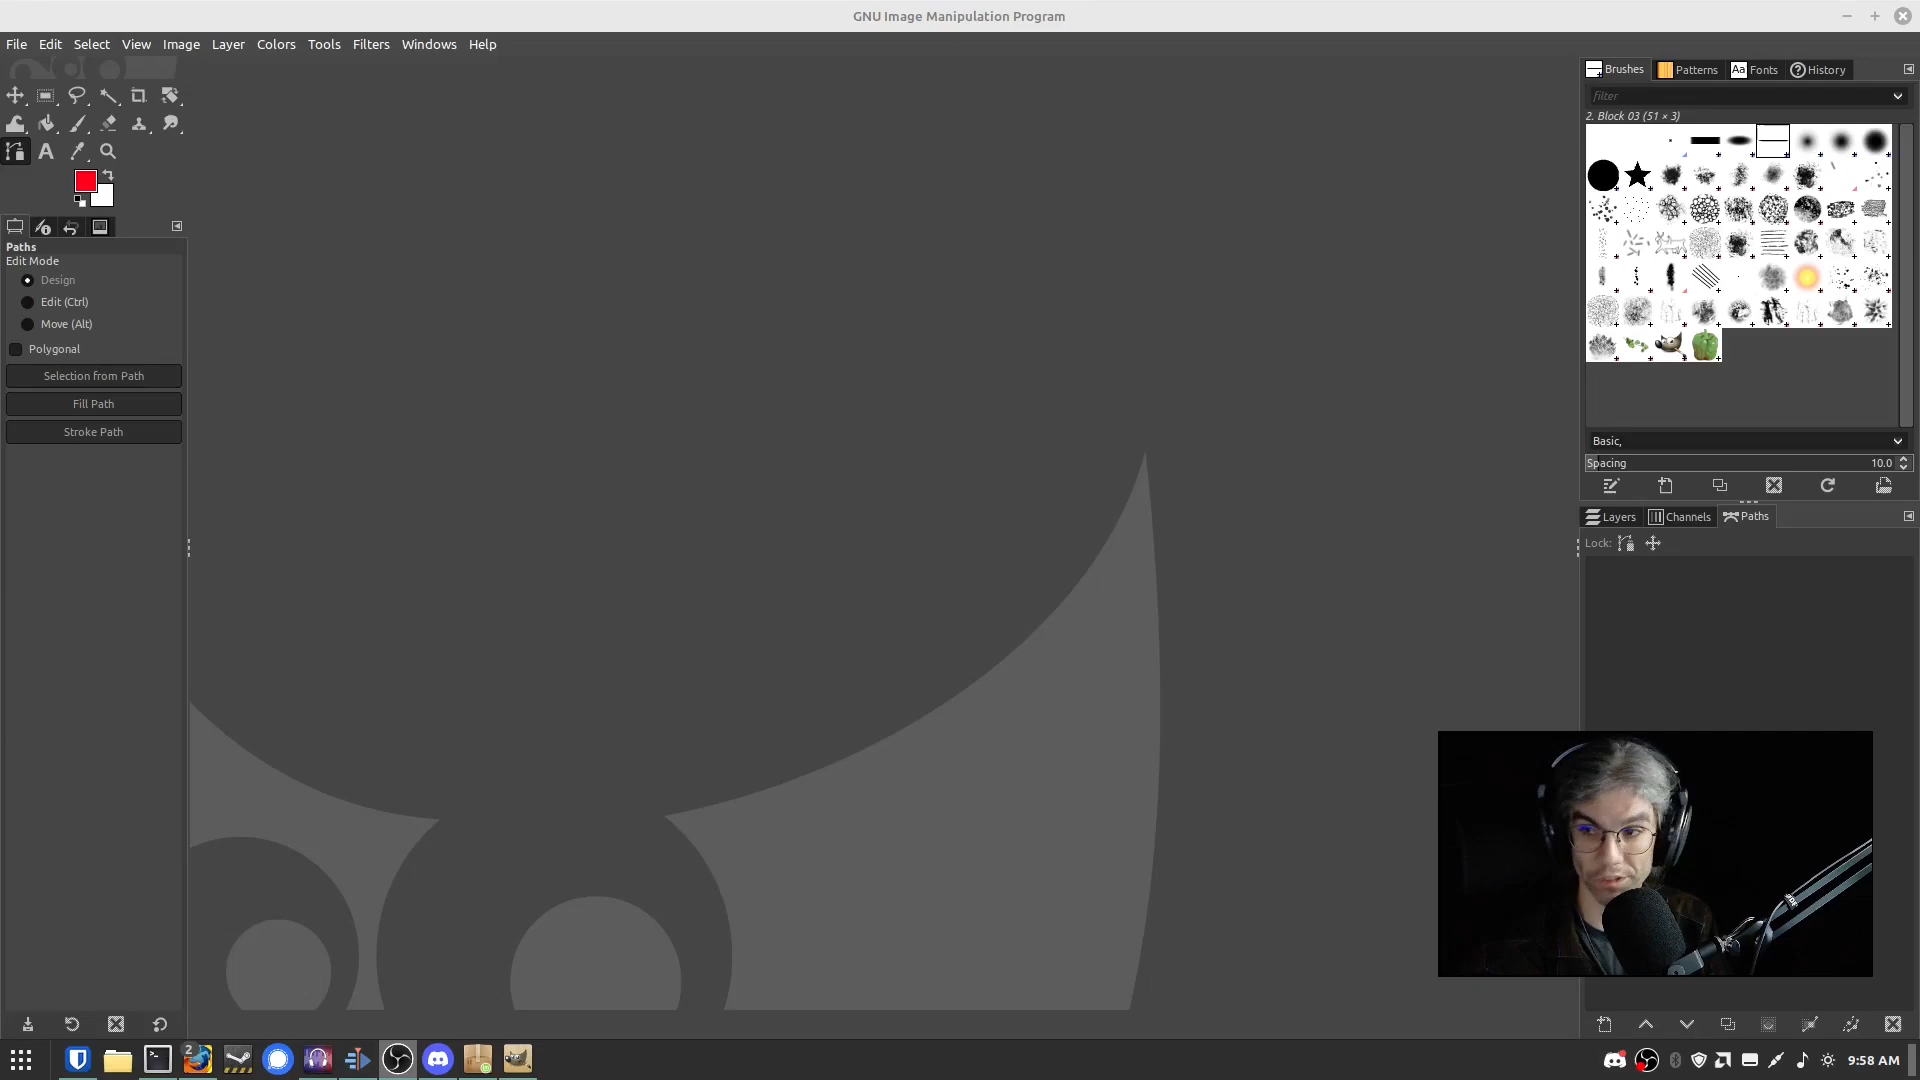 GNU Image Manipulation Program
File Edit Select View Image Layer Colors Tools Filters Windows Help
Brushes Patterns Aa Fonts History
filter
2. Block 03 (51 × 3)
Paths
Edit Mode
Design
Edit (Ctrl)
Move (Alt)
Polygonal
Selection from Path
Fill Path
Stroke Path
Basic,
Spacing 10.0
Layers Channels Paths
Lock:
2
9:58 AM